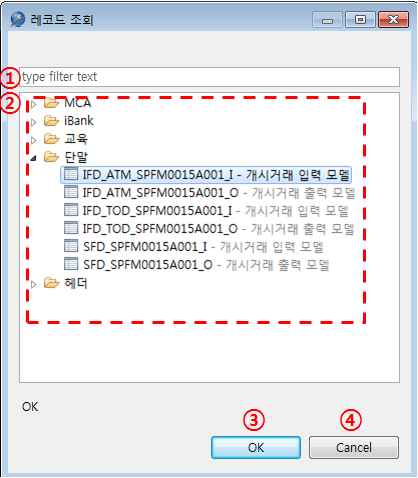 레코드 조회
① type filter text
②
MCA
iBank
교육
단말
IFD_ATM_SPFM0015A001_I - 개시거래 입력 모델
IFD_ATM_SPFM0015A001_O - 개시거래 출력 모델
IFD_TOD_SPFM0015A001_I - 개시거래 입력 모델
IFD_TOD_SPFM0015A001_O - 개시거래 출력 모델
SFD_SPFM0015A001_I - 개시거래 입력 모델
SFD_SPFM0015A001_O - 개시거래 출력 모델
헤더
OK
③ ④
OK Cancel